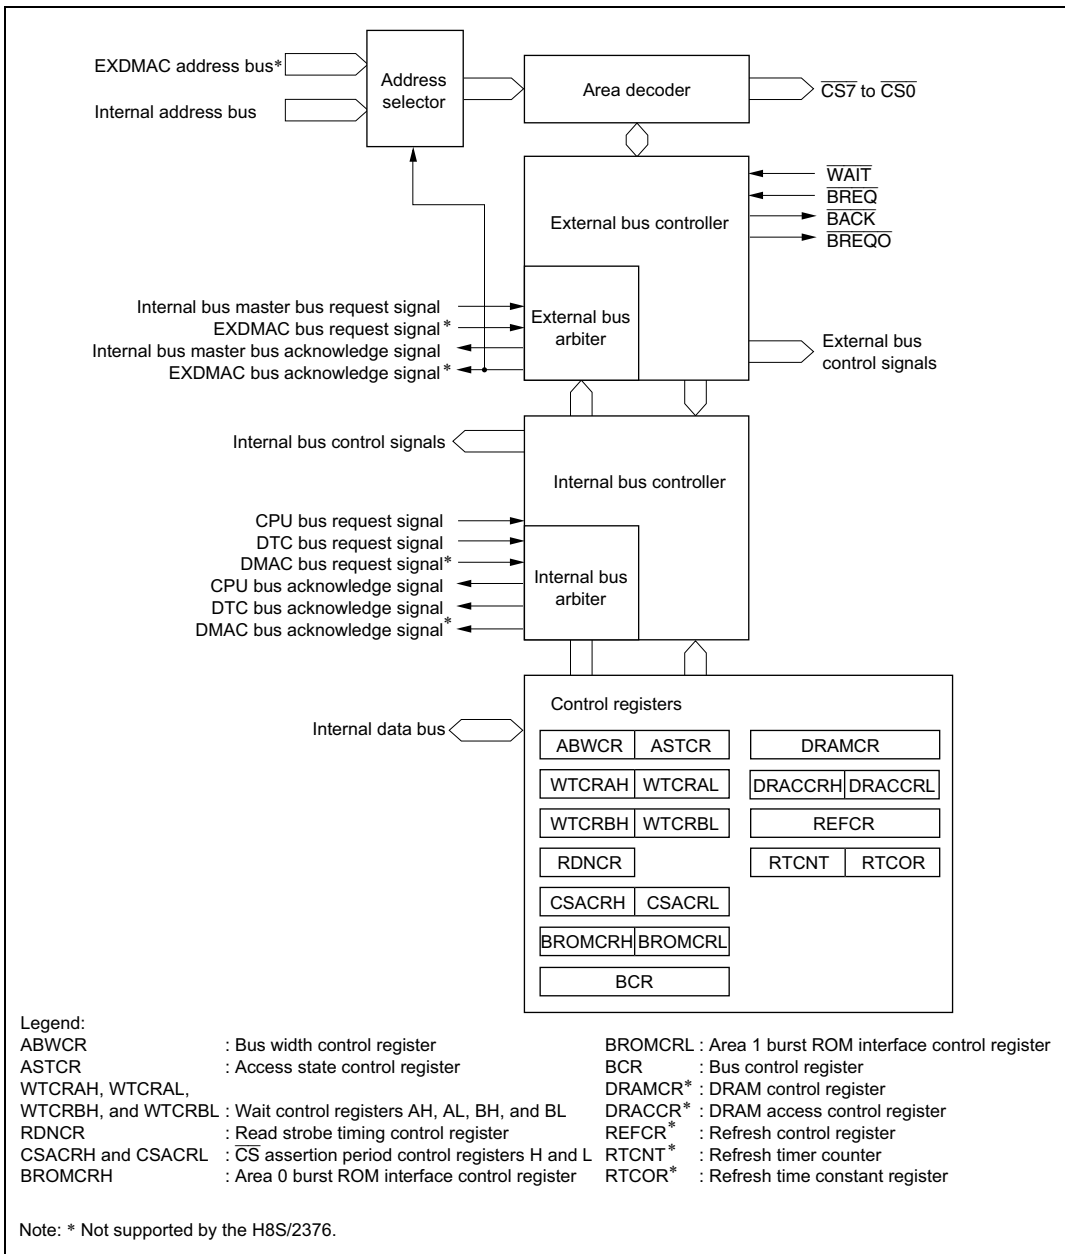 EXDMAC address bus*
Internal address bus
Address
selector
Area decoder
CS7 to CS0
External bus controller
WAIT
BREQ
BACK
BREQO
Internal bus master bus request signal
EXDMAC bus request signal*
Internal bus master bus acknowledge signal
EXDMAC bus acknowledge signal*
External bus
arbiter
External bus
control signals
Internal bus control signals
Internal bus controller
CPU bus request signal
DTC bus request signal
DMAC bus request signal*
CPU bus acknowledge signal
DTC bus acknowledge signal
DMAC bus acknowledge signal*
Internal bus
arbiter
Internal data bus
Control registers
ABWCR ASTCR DRAMCR
WTCRAH WTCRAL DRACCRH DRACCRL
WTCRBH WTCRBL REFCR
RDNCR RTCNT RTCOR
CSACRH CSACRL
BROMCRH BROMCRL
BCR
Legend:
ABWCR : Bus width control register
ASTCR : Access state control register
WTCRAH, WTCRAL,
WTCRBH, and WTCRBL : Wait control registers AH, AL, BH, and BL
RDNCR : Read strobe timing control register
CSACRH and CSACRL : CS assertion period control registers H and L
BROMCRH : Area 0 burst ROM interface control register
BROMCRL : Area 1 burst ROM interface control register
BCR : Bus control register
DRAMCR* : DRAM control register
DRACCR* : DRAM access control register
REFCR* : Refresh control register
RTCNT* : Refresh timer counter
RTCOR* : Refresh time constant register
Note: * Not supported by the H8S/2376.